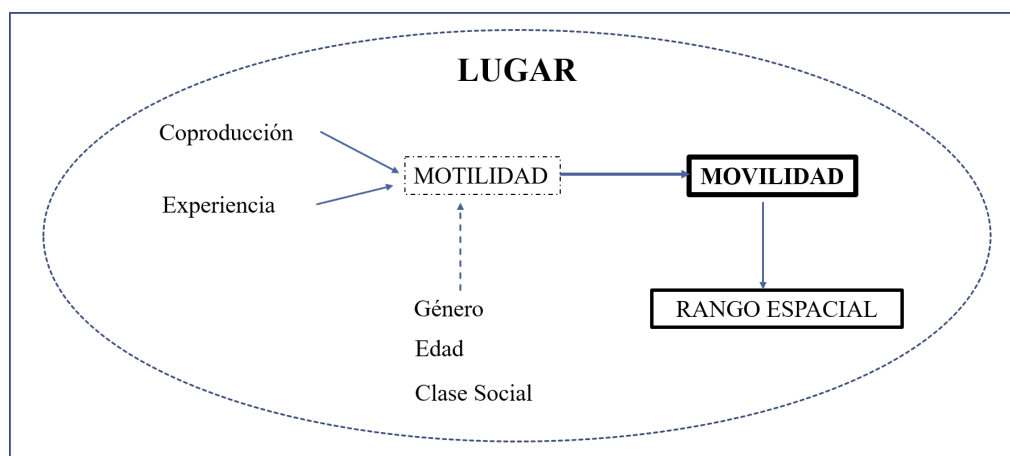 LUGAR
Coproducción
MOTILIDAD
MOVILIDAD
Experiencia
Género
RANGO ESPACIAL
Edad
Clase Social